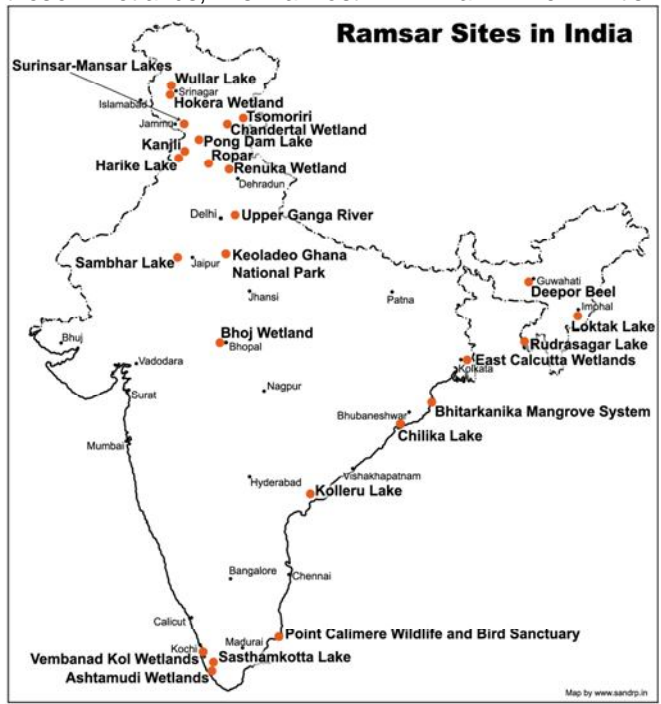 Ramsar Sites in India
Surinsar-Mansar Lakes
Wullar Lake
Srinagar
Islamabad
Hokera Wetland
Tsomoriri
Jammu
Chandertal Wetland
Kanjli
Pong Dam Lake
Harike Lake
Ropar
Renuka Wetland
Dehradun
Delhi
Upper Ganga River
Sambhar Lake
Jaipur
Keoladeo Ghana
National Park
Guwahati
Deepor Beel
Jhansi
Patna
Imphal
Loktak Lake
Bhuj
Bhoj Wetland
Bhopal
Rudrasagar Lake
East Calcutta Wetlands
Kolkata
Vadodara
Surat
Nagpur
Bhubaneshwar
Bhitarkanika Mangrove System
Chilika Lake
Mumbai
Vishakhapatnam
Hyderabad
Kolleru Lake
Bangalore
Chennai
Calicut
Point Calimere Wildlife and Bird Sanctuary
Kochi
Madurai
Vembanad Kol Wetlands
Sasthamkotta Lake
Ashtamudi Wetlands
Map by www.sandrp.in